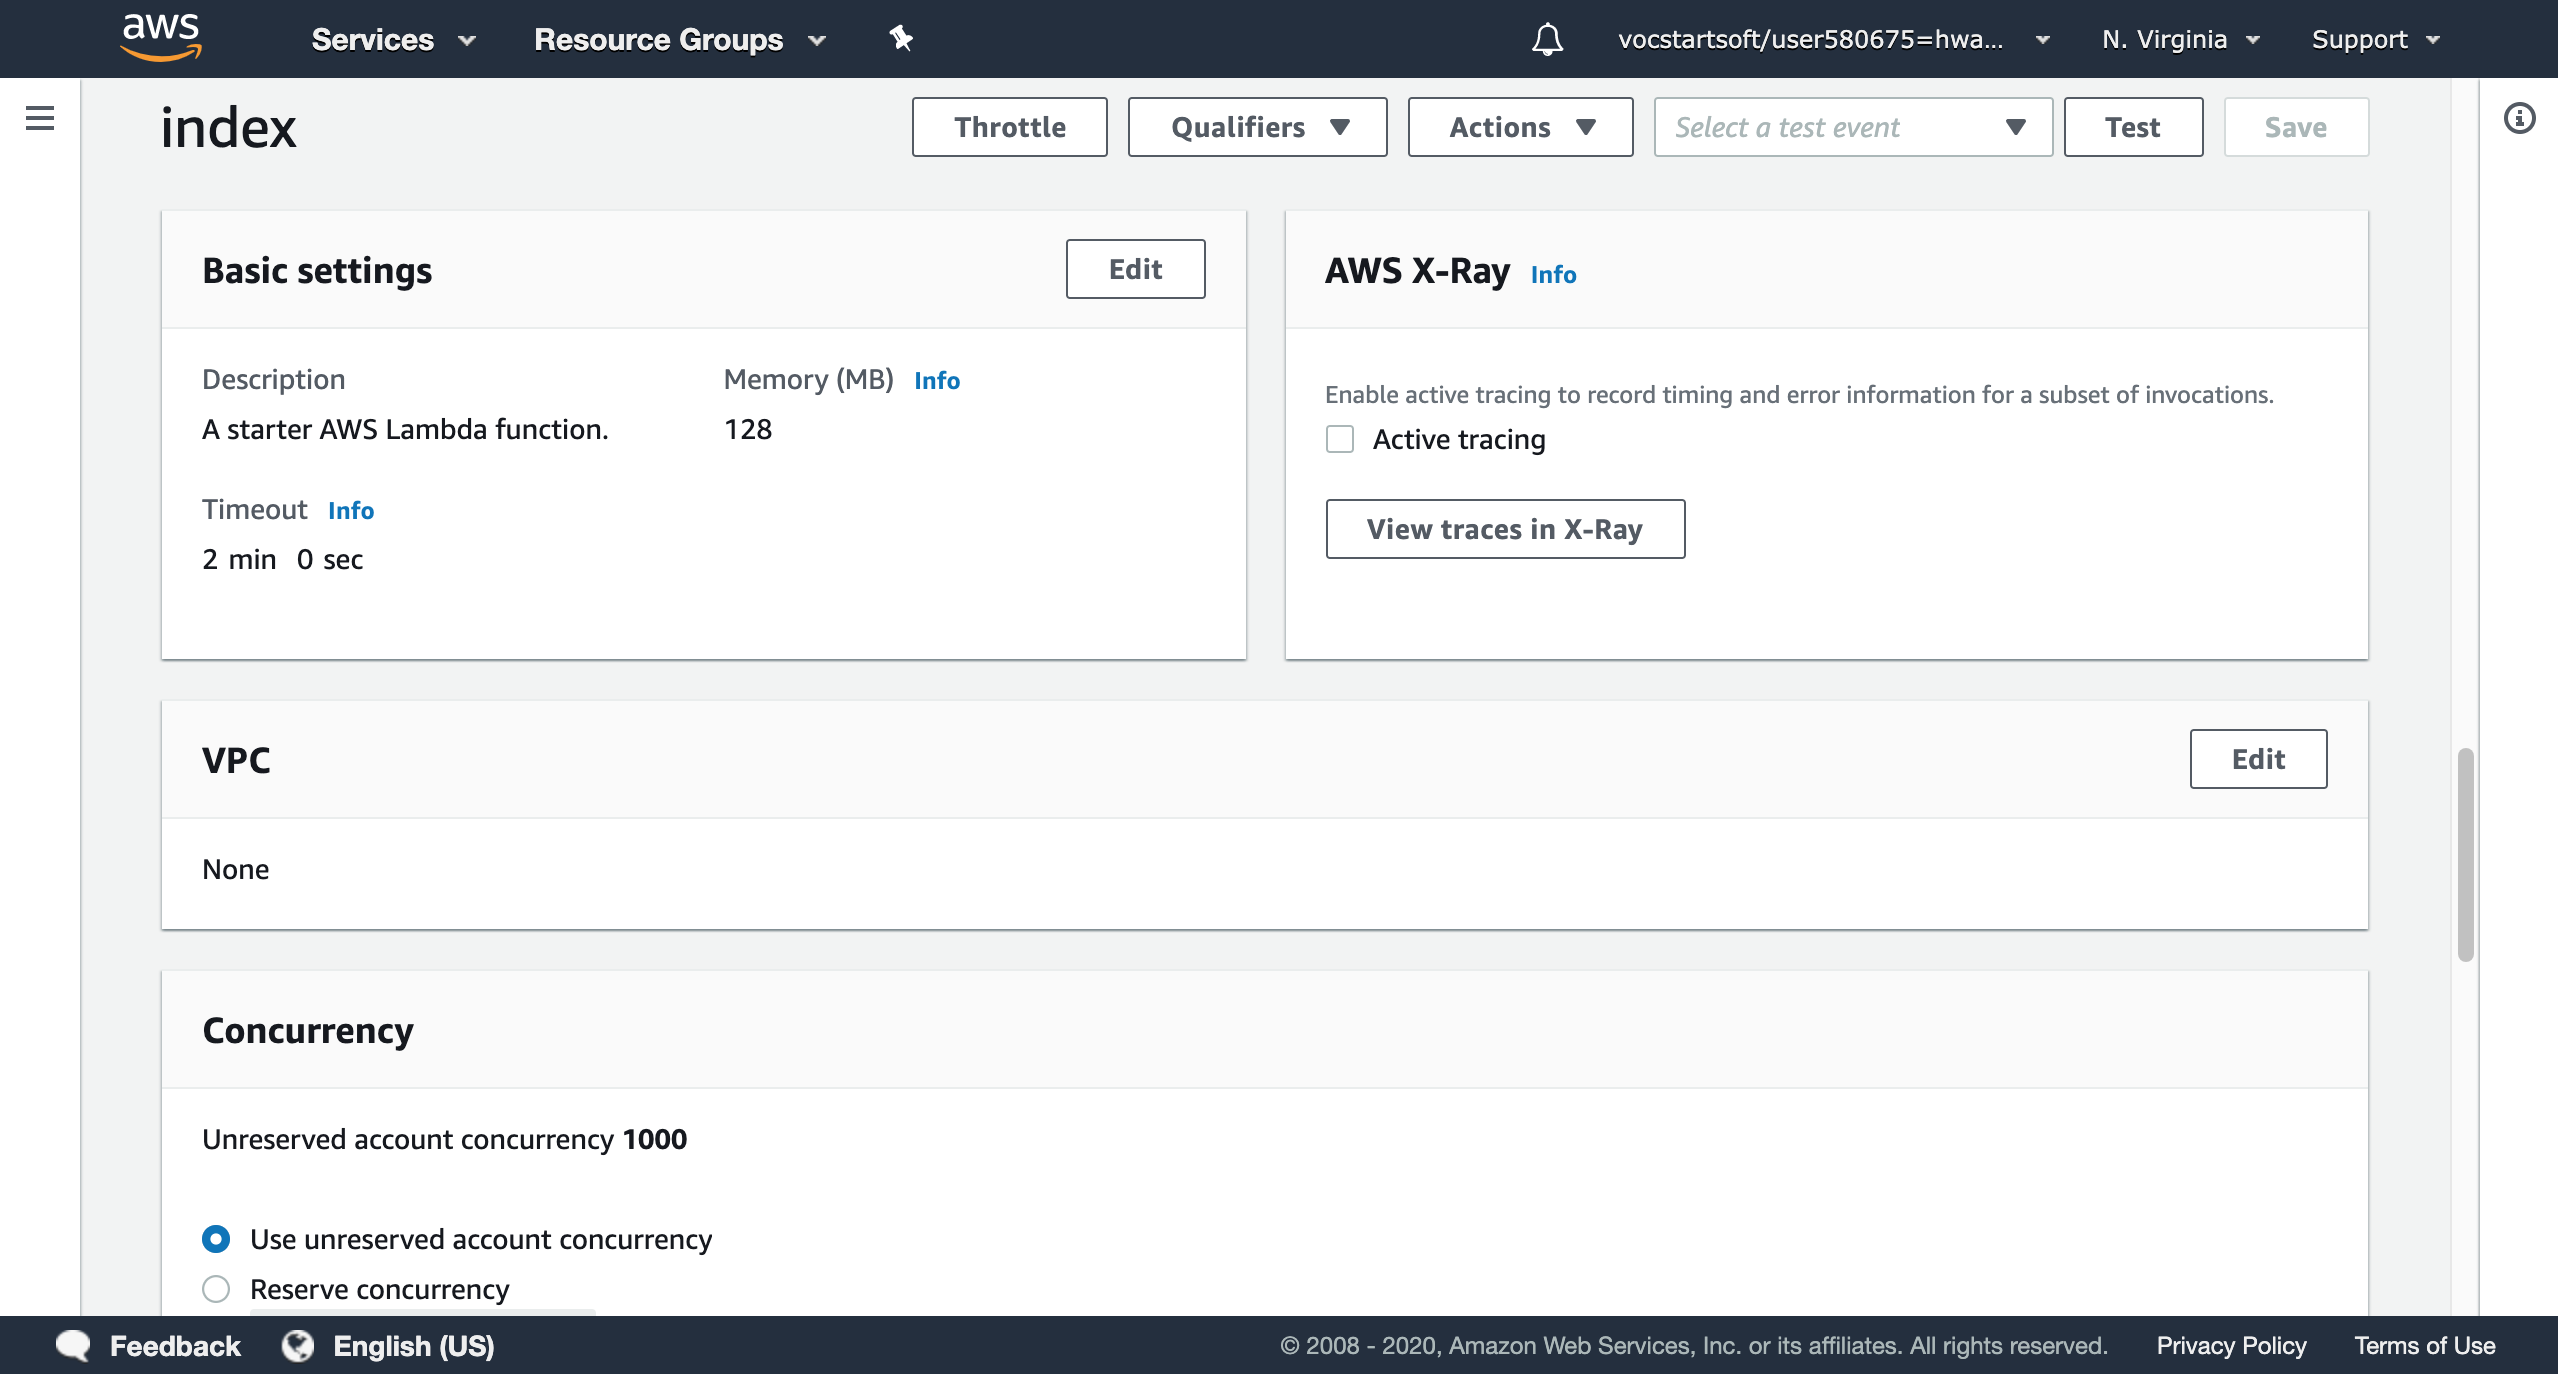 aws Services Resource Groups vocstartsoft/user580675=hwa... N. Virginia Support
index Throttle Qualifiers Actions Select a test event Test Save
Basic settings Edit
Description Memory (MB) Info
A starter AWS Lambda function. 128
Timeout Info
2 min 0 sec
AWS X-Ray Info
Enable active tracing to record timing and error information for a subset of invocations.
Active tracing
View traces in X-Ray
VPC Edit
None
Concurrency
Unreserved account concurrency 1000
Use unreserved account concurrency
Reserve concurrency
Feedback English (US) © 2008 - 2020, Amazon Web Services, Inc. or its affiliates. All rights reserved. Privacy Policy Terms of Use